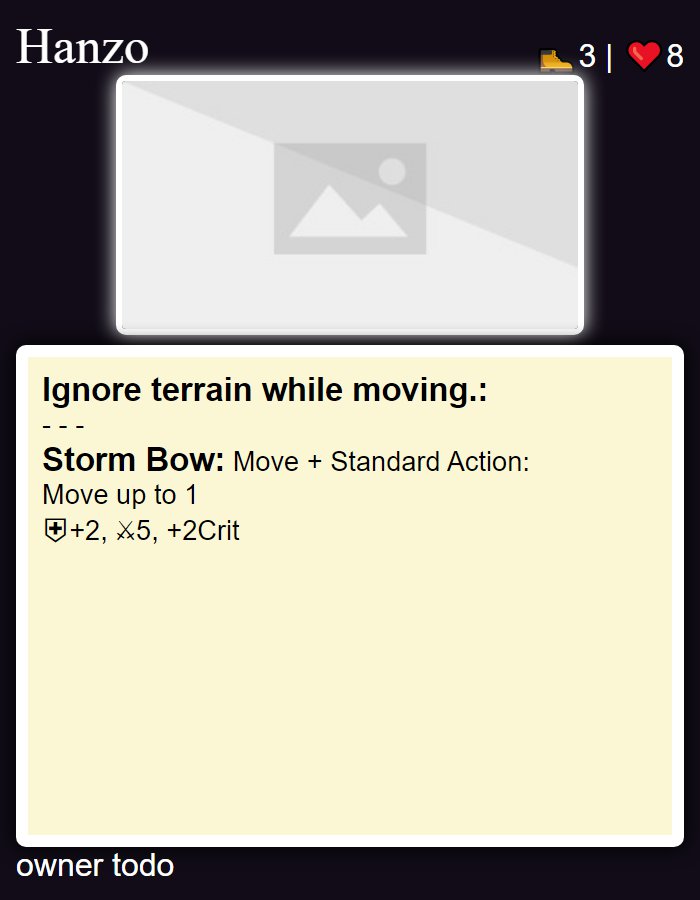 Hanzo
🥾3 | ❤️8
Ignore terrain while moving.:
- - -
Storm Bow: Move + Standard Action:
Move up to 1
⛨+2, ⚔5, +2Crit
owner todo